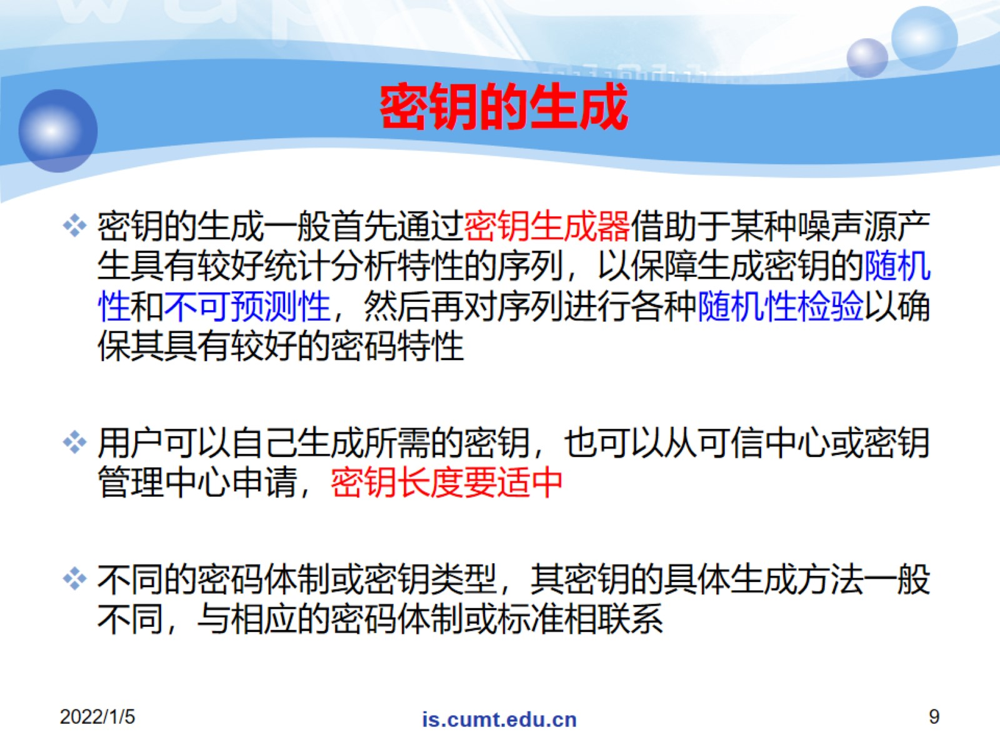 密钥的生成
密钥的生成一般首先通过密钥生成器借助于某种噪声源产
生具有较好统计分析特性的序列，以保障生成密钥的随机
性和不可预测性，然后再对序列进行各种随机性检验以确
保其具有较好的密码特性
用户可以自己生成所需的密钥，也可以从可信中心或密钥
管理中心申请，密钥长度要适中
不同的密码体制或密钥类型，其密钥的具体生成方法一般
不同，与相应的密码体制或标准相联系
2022/1/5
is.cumt.edu.cn
9